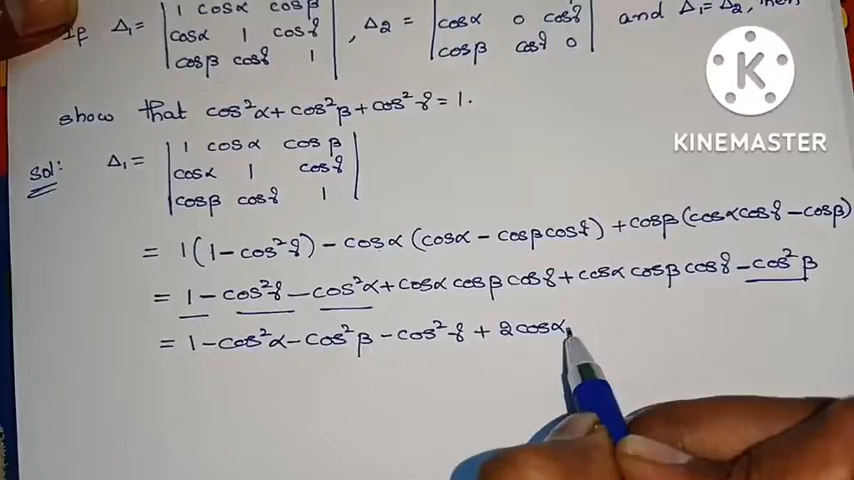 If Δ₁ = | 1 cosα cosβ | , Δ₂ = | and Δ₁ = Δ₂, then
| cosα 1 cosγ | | cosα 0 cosγ |
| cosβ cosγ 1 | | cosβ cosγ 0 |
show that cos²α + cos²β + cos²γ = 1.
Sol: Δ₁ = | 1 cosα cosβ |
| cosα 1 cosγ |
| cosβ cosγ 1 |
= 1(1 - cos²γ) - cosα (cosα - cosβ cosγ) + cosβ (cosα cosγ - cosβ)
= 1 - cos²γ - cos²α + cosα cosβ cosγ + cosα cosβ cosγ - cos²β
= 1 - cos²α - cos²β - cos²γ + 2cosα
KINEMASTER